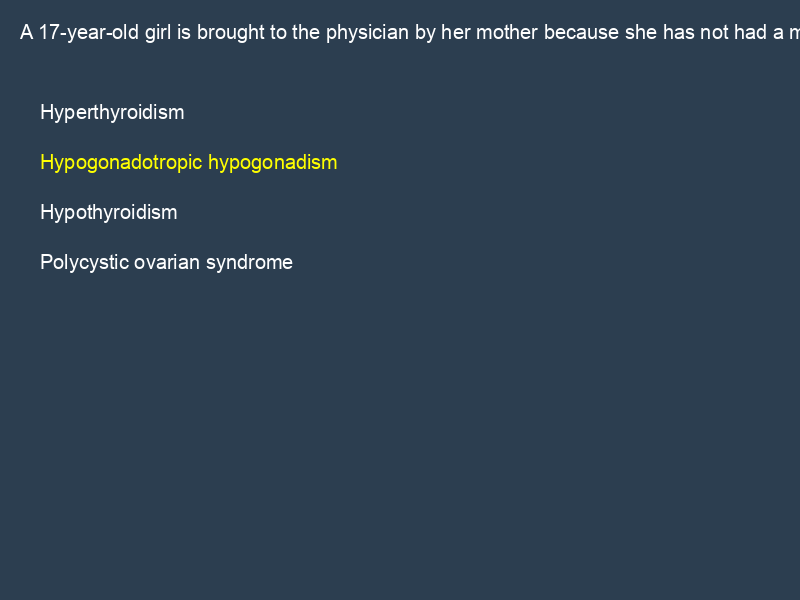 A 17-year-old girl is brought to the physician by her mother because she has not had a
Hyperthyroidism
Hypogonadotropic hypogonadism
Hypothyroidism
Polycystic ovarian syndrome